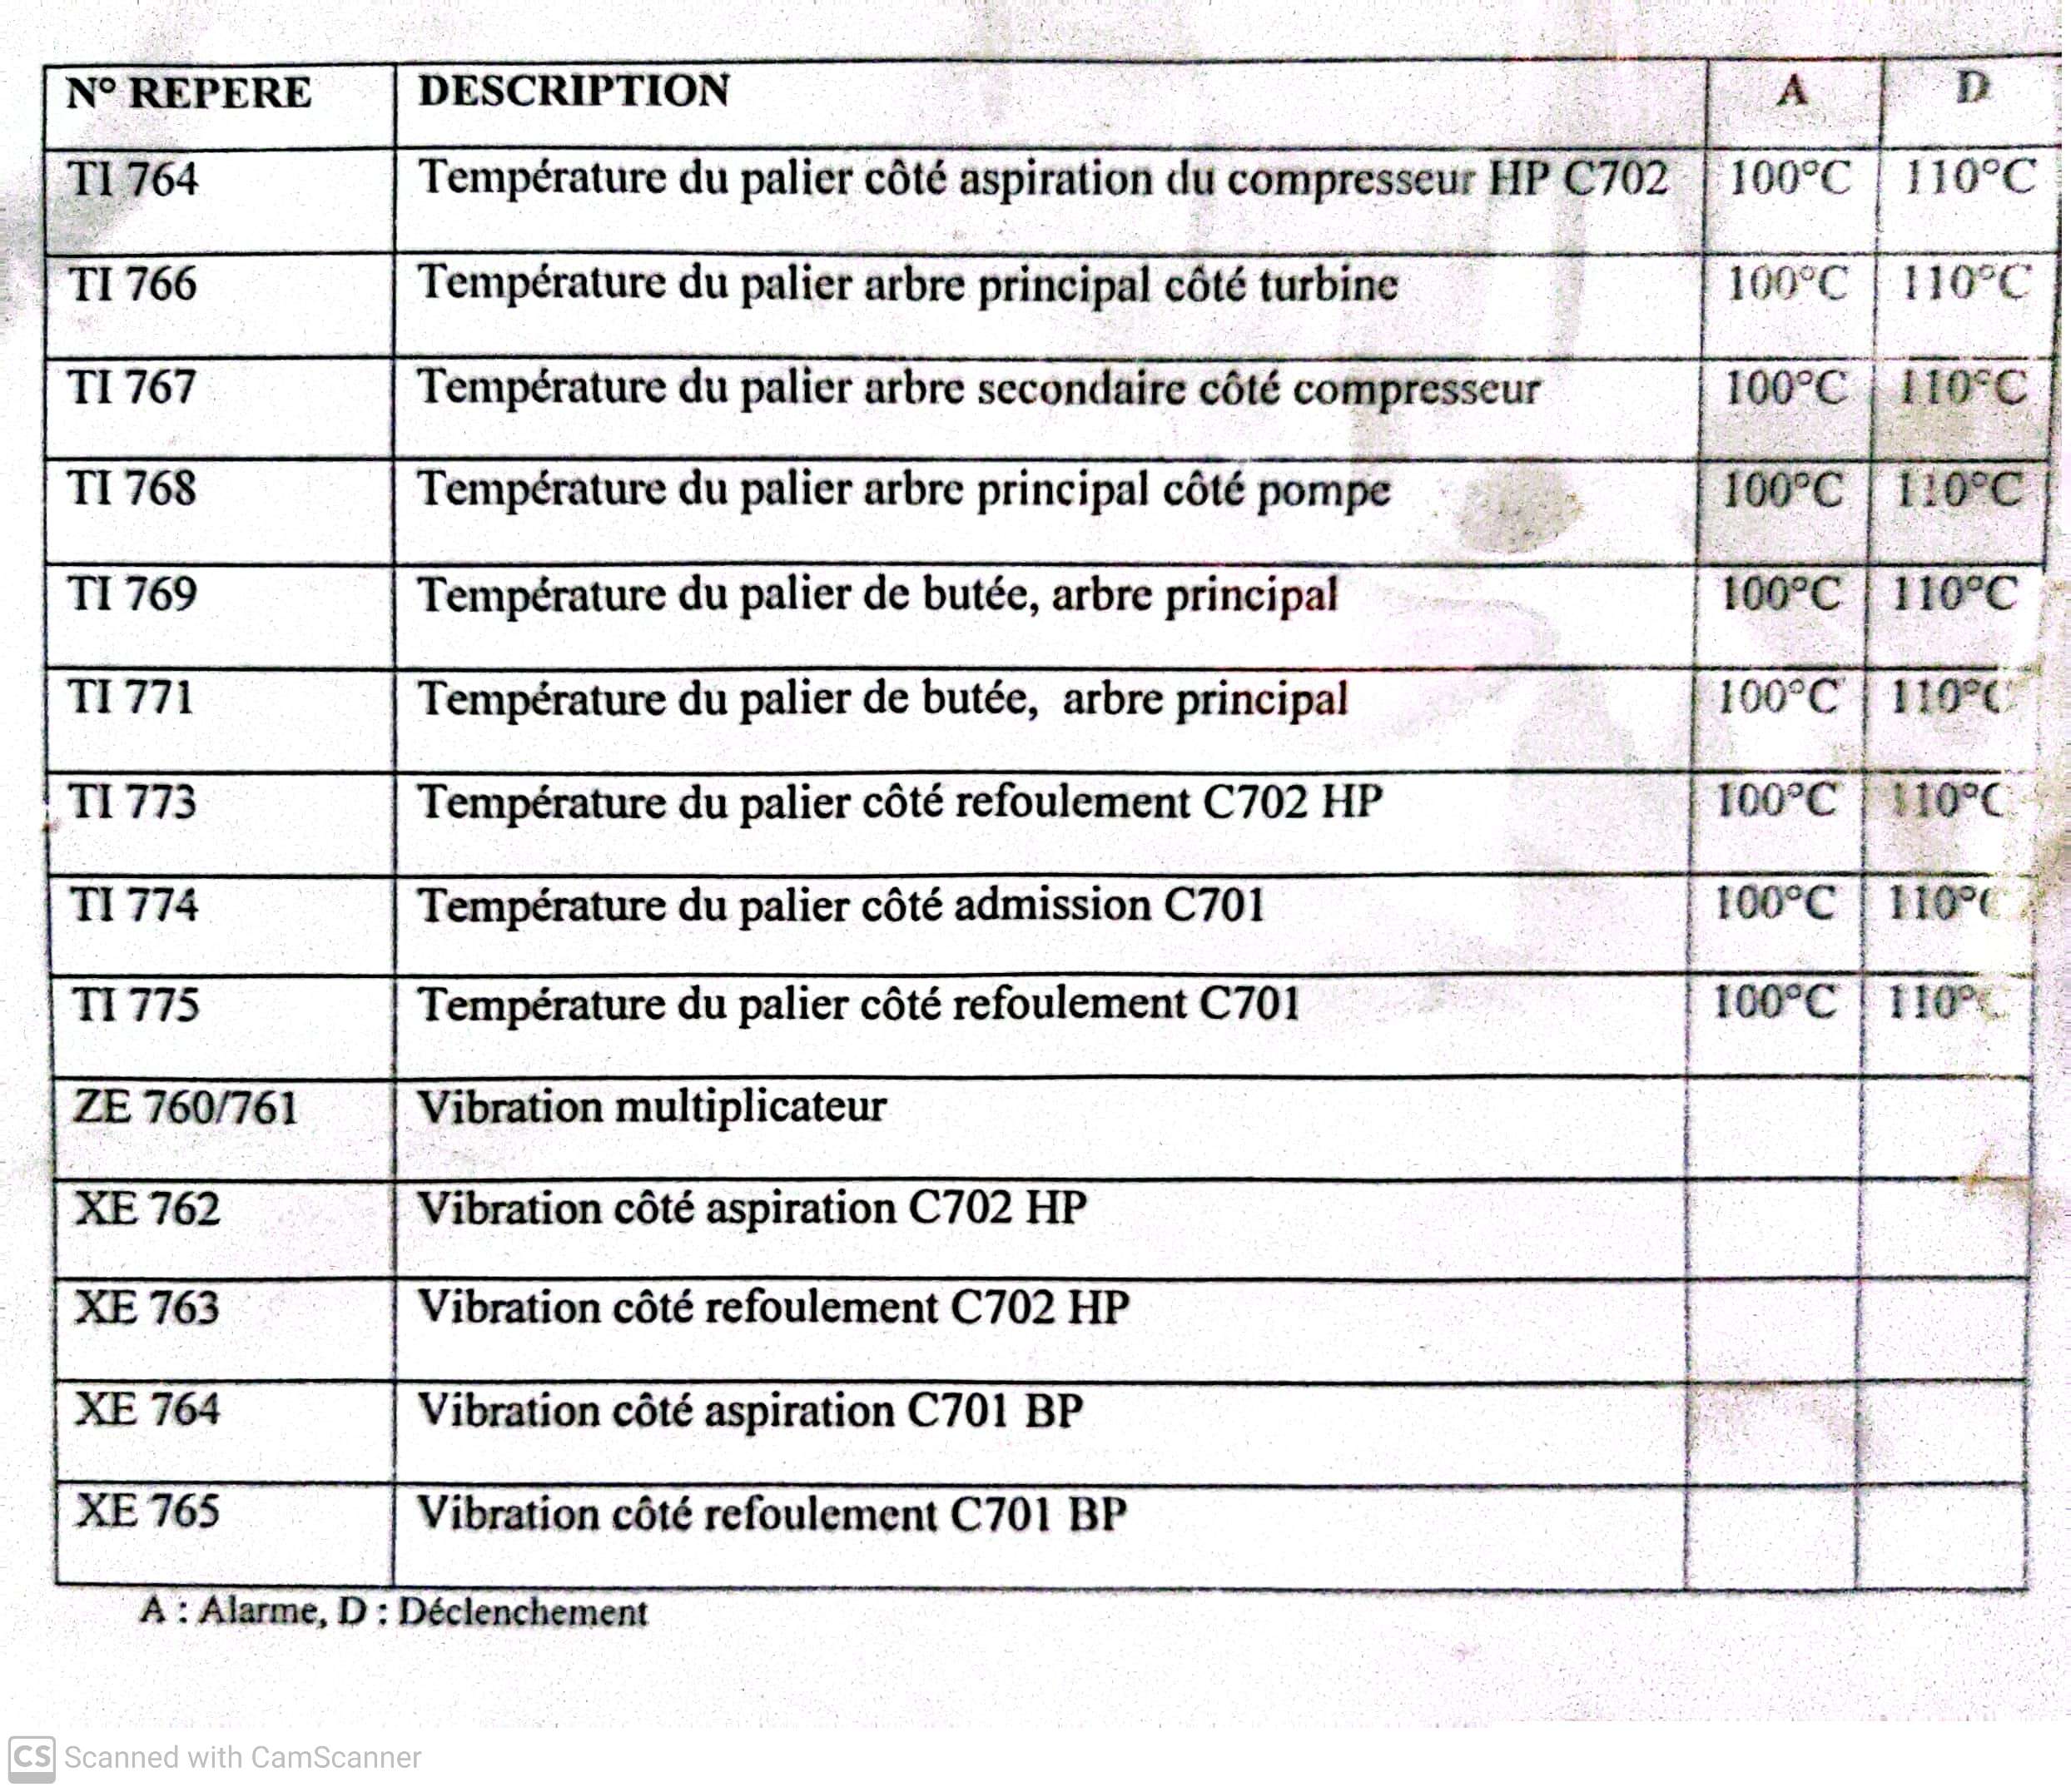 N° REPERE DESCRIPTION A D
TI 764 Température du palier côté aspiration du compresseur HP C702 100°C 110°C
TI 766 Température du palier arbre principal côté turbine 100°C 110°C
TI 767 Température du palier arbre secondaire côté compresseur 100°C 110°C
TI 768 Température du palier arbre principal côté pompe 100°C 110°C
TI 769 Température du palier de butée, arbre principal 100°C 110°C
TI 771 Température du palier de butée, arbre principal 100°C 110°C
TI 773 Température du palier côté refoulement C702 HP 100°C 110°C
TI 774 Température du palier côté admission C701 100°C 110°C
TI 775 Température du palier côté refoulement C701 100°C 110°C
ZE 760/761 Vibration multiplicateur
XE 762 Vibration côté aspiration C702 HP
XE 763 Vibration côté refoulement C702 HP
XE 764 Vibration côté aspiration C701 BP
XE 765 Vibration côté refoulement C701 BP
A : Alarme, D : Déclenchement
CS Scanned with CamScanner